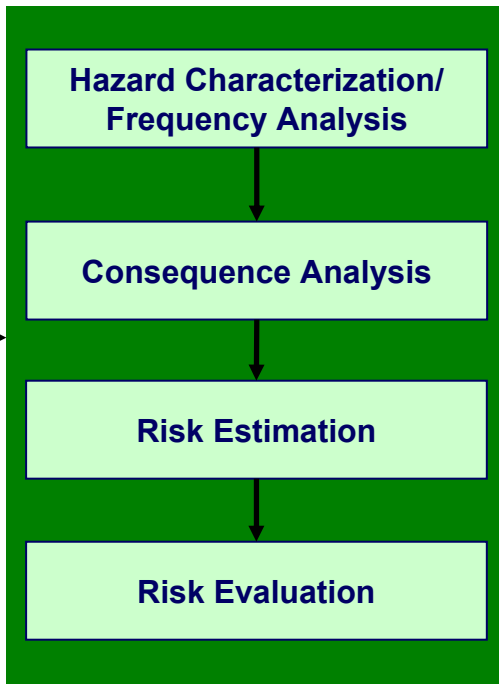 Hazard Characterization/
Frequency Analysis
Consequence Analysis
Risk Estimation
Risk Evaluation